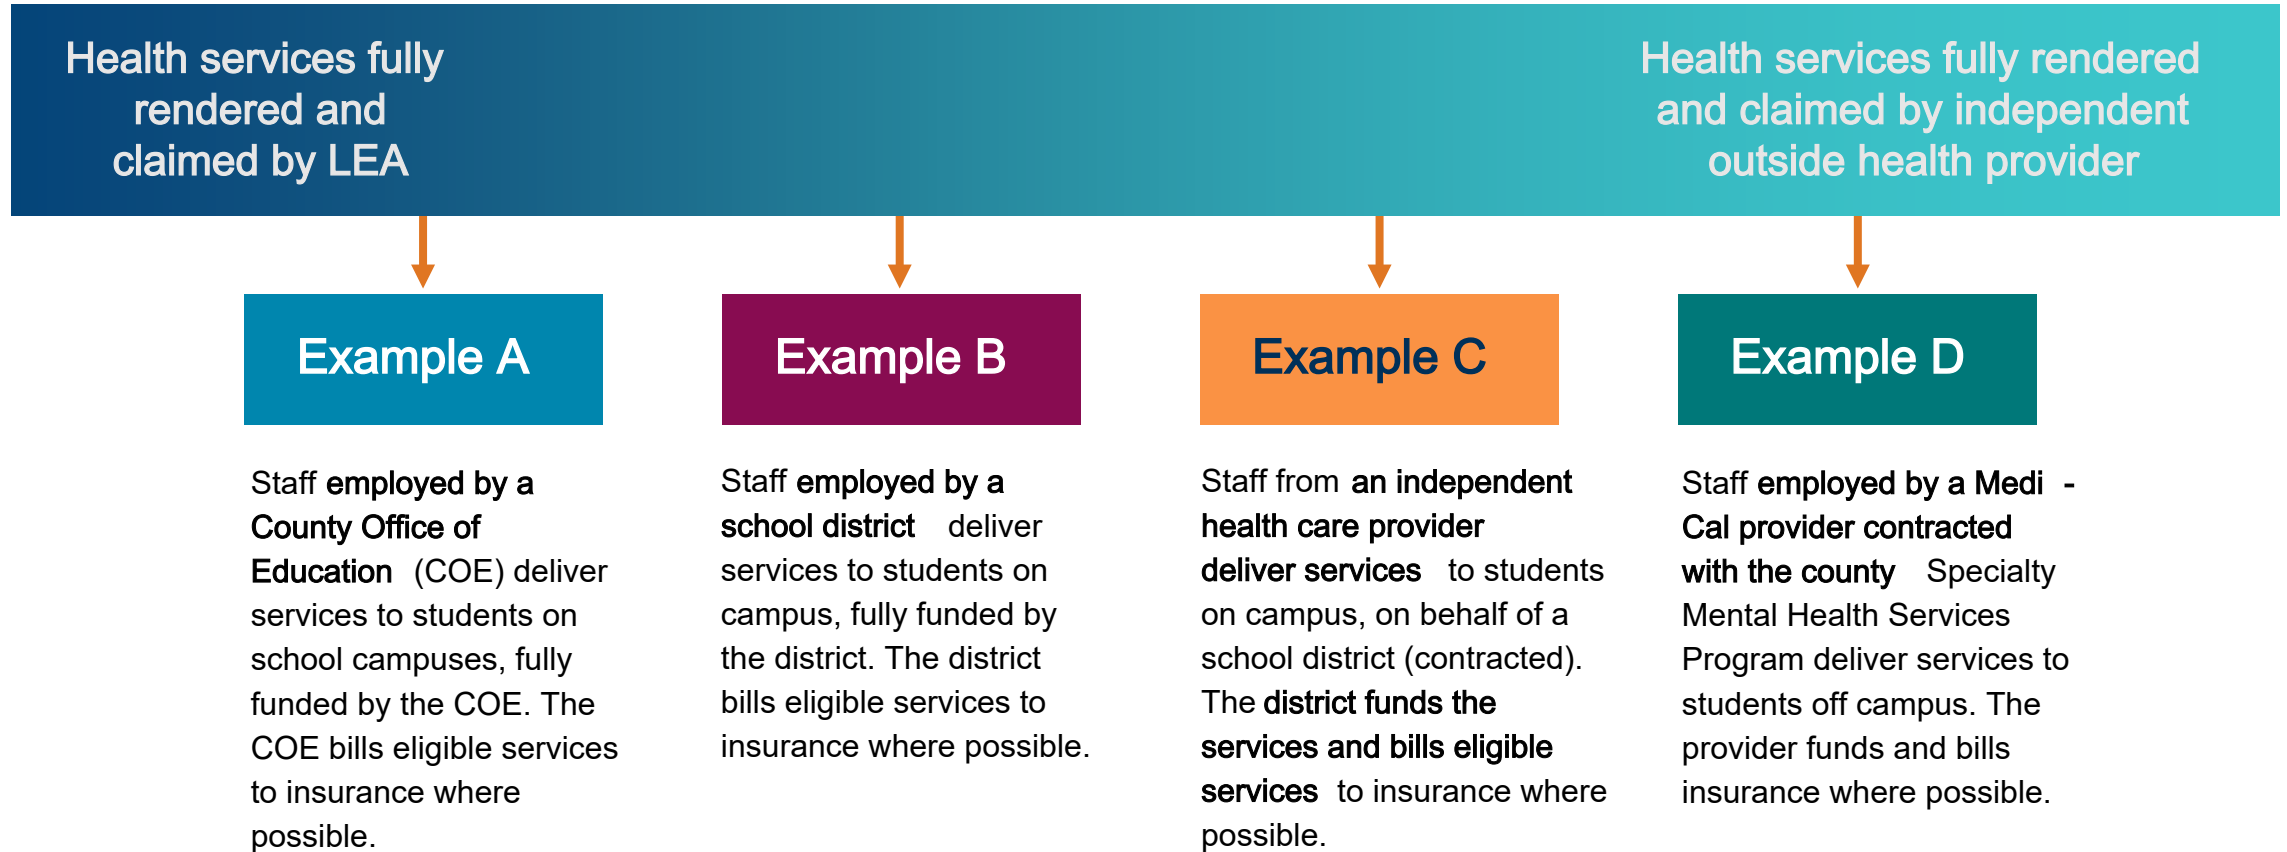 Health services fully
rendered and
claimed by LEA
Health services fully rendered
and claimed by independent
outside health provider
Example A
Example B
Example C
Example D
Staff employed by a
County Office of
Education (COE) deliver
services to students on
school campuses, fully
funded by the COE. The
COE bills eligible services
to insurance where
possible.
Staff employed by a
school district deliver
services to students on
campus, fully funded by
the district. The district
bills eligible services to
insurance where possible.
Staff from an independent
health care provider
deliver services to students
on campus, on behalf of a
school district (contracted).
The district funds the
services and bills eligible
services to insurance where
possible.
Staff employed by a Medi -
Cal provider contracted
with the county Specialty
Mental Health Services
Program deliver services to
students off campus. The
provider funds and bills
insurance where possible.